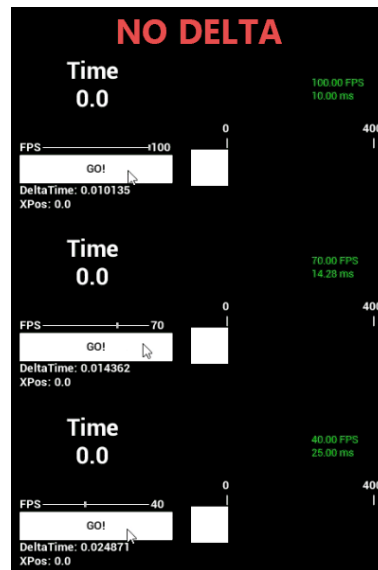 NO DELTA
Time
0.0
100.00 FPS
10.00 ms
0 400
FPS 100
GO!
DeltaTime: 0.010135
XPos: 0.0
Time
0.0
70.00 FPS
14.28 ms
0 400
FPS 70
GO!
DeltaTime: 0.014362
XPos: 0.0
Time
0.0
40.00 FPS
25.00 ms
0 400
FPS 40
GO!
DeltaTime: 0.024871
XPos: 0.0